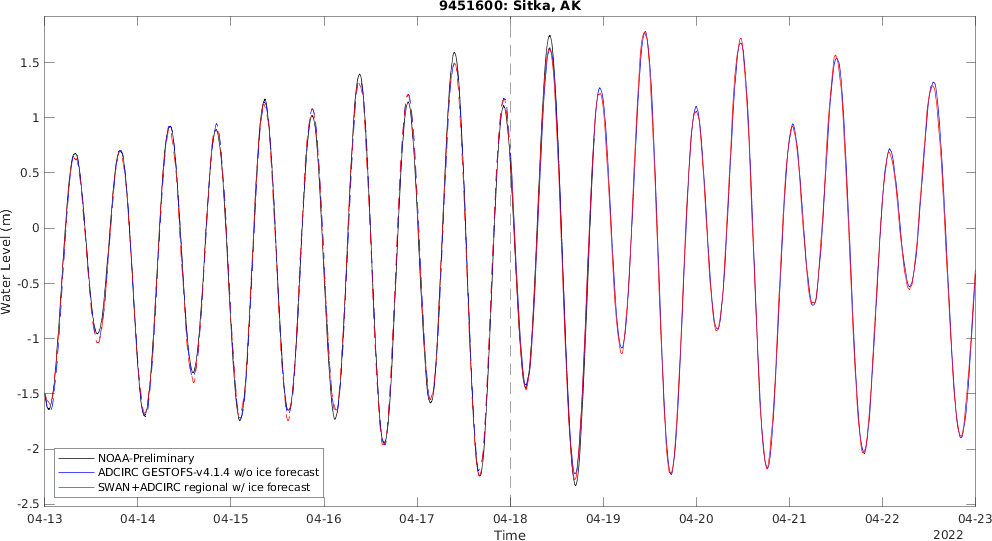 9451600: Sitka, AK
Water Level (m)
1.5
1
0.5
0
-0.5
-1
-1.5
-2
-2.5
NOAA-Preliminary
ADCIRC GESTOFS-v4.1.4 w/o ice forecast
SWAN+ADCIRC regional w/ ice forecast
04-13 04-14 04-15 04-16 04-17 04-18 04-19 04-20 04-21 04-22 04-23
Time
2022